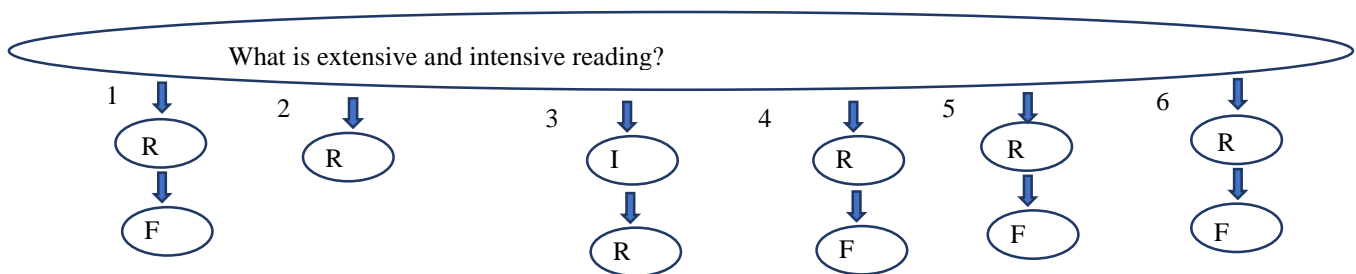 What is extensive and intensive reading?
1 2 3 4 5 6
R R I R R R
F R F F F